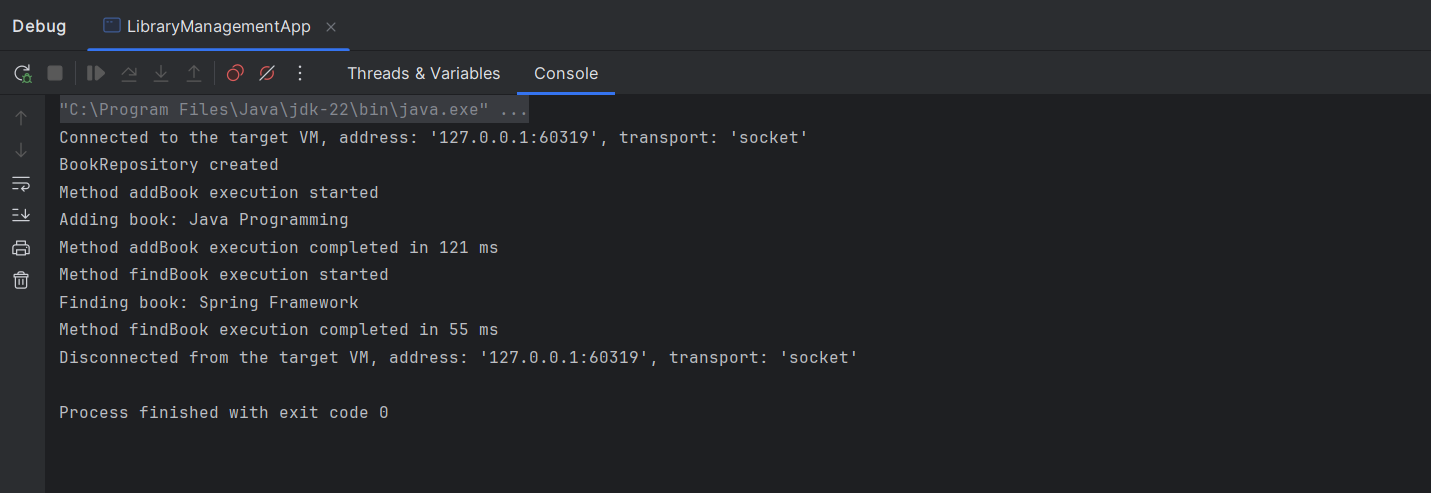 Debug LibraryManagementApp
Threads & Variables Console
"C:\Program Files\Java\jdk-22\bin\java.exe" ...
Connected to the target VM, address: '127.0.0.1:60319', transport: 'socket'
BookRepository created
Method addBook execution started
Adding book: Java Programming
Method addBook execution completed in 121 ms
Method findBook execution started
Finding book: Spring Framework
Method findBook execution completed in 55 ms
Disconnected from the target VM, address: '127.0.0.1:60319', transport: 'socket'
Process finished with exit code 0